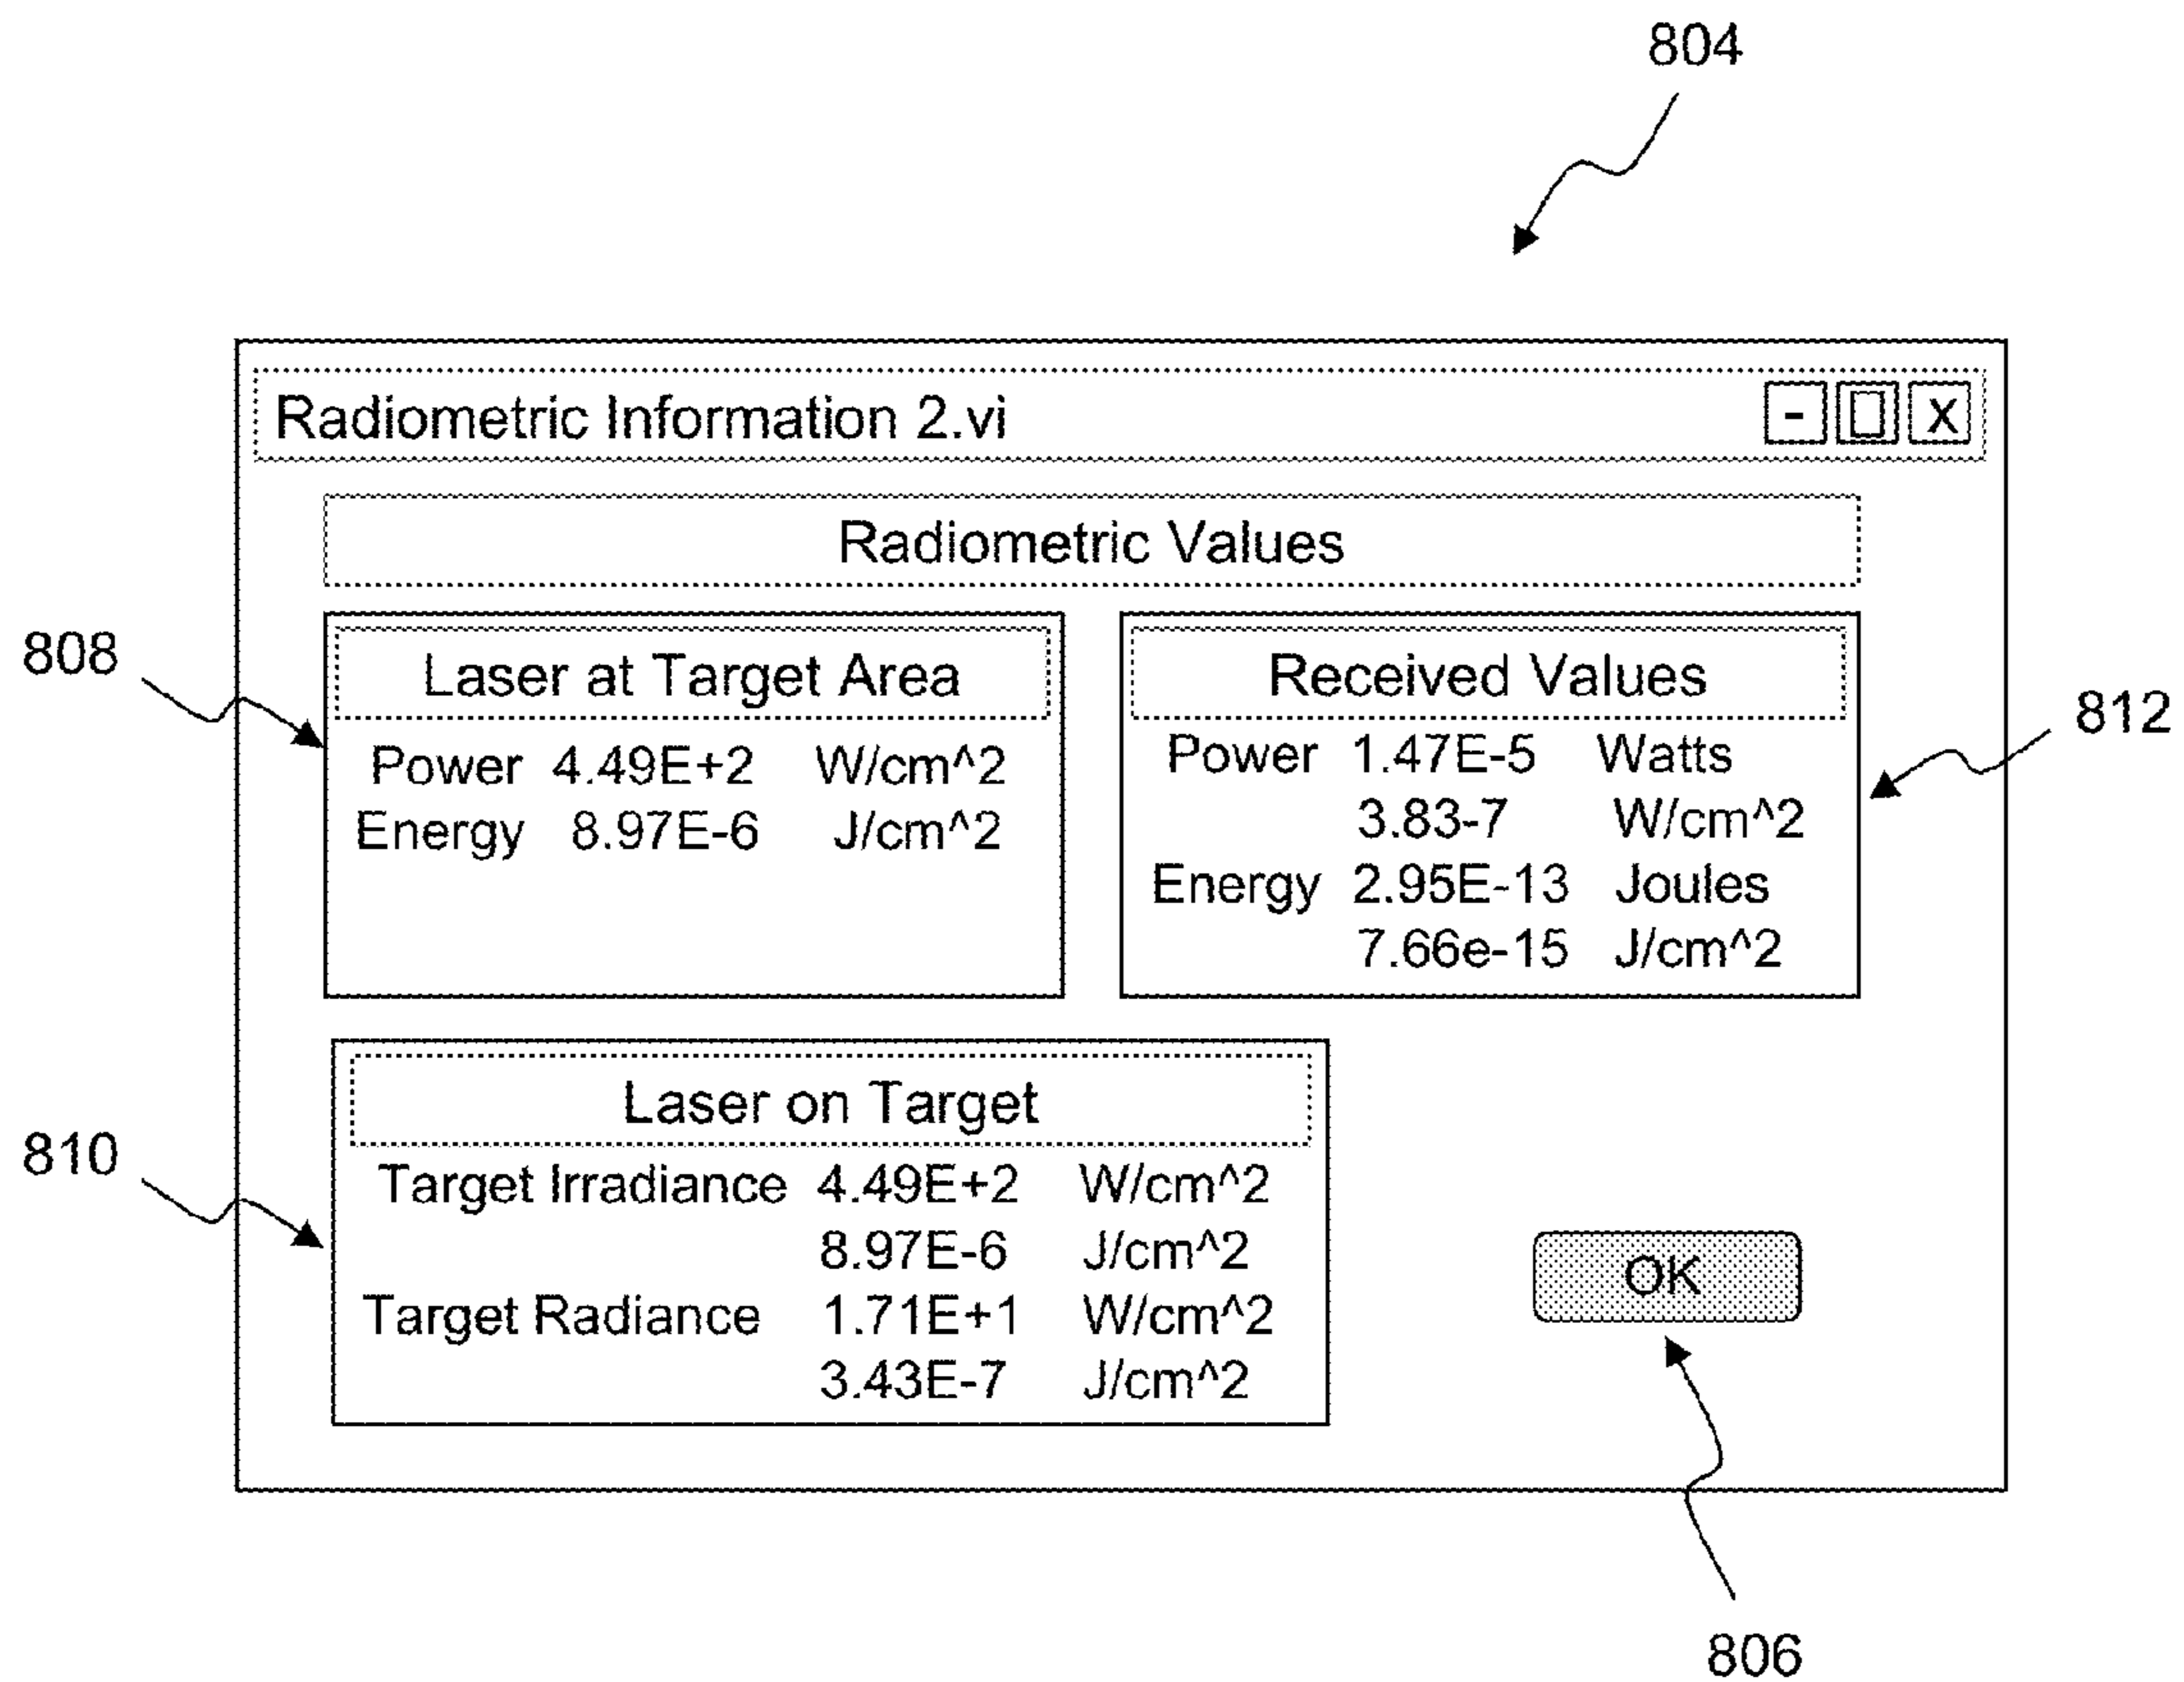 804
Radiometric Information 2.vi - X
Radiometric Values
808
Laser at Target Area
Power 4.49E+2 W/cm^2
Energy 8.97E-6 J/cm^2
Received Values
Power 1.47E-5 Watts
3.83-7 W/cm^2
Energy 2.95E-13 Joules
7.66e-15 J/cm^2
812
810
Laser on Target
Target Irradiance 4.49E+2 W/cm^2
8.97E-6 J/cm^2
Target Radiance 1.71E+1 W/cm^2
3.43E-7 J/cm^2
OK
806